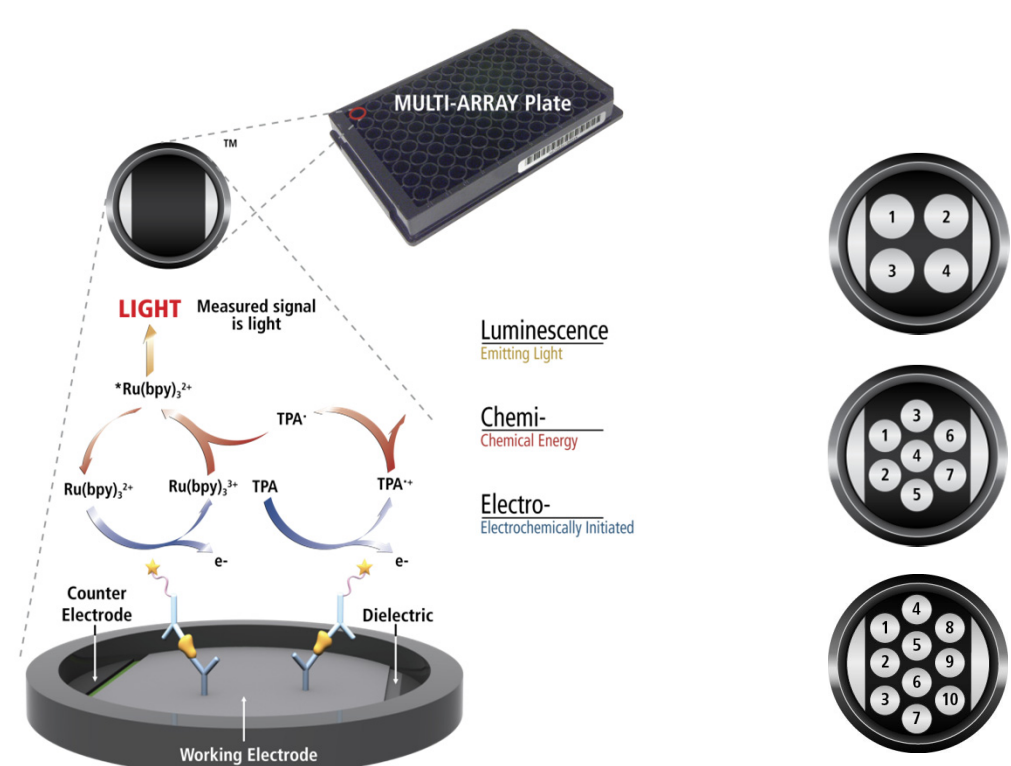 MULTI-ARRAY Plate
TM
LIGHT
Measured signal
is light
*Ru(bpy)₃²⁺
TPA·
Ru(bpy)₃²⁺
Ru(bpy)₃³⁺
TPA
TPA·⁺
e-
e-
Luminescence
Emitting Light
Chemi-
Chemical Energy
Electro-
Electrochemically Initiated
Counter
Electrode
Dielectric
Working Electrode
1 2
3 4
3
1 6
4
2 7
5
4
1 8
5
2 9
6
3 10
7